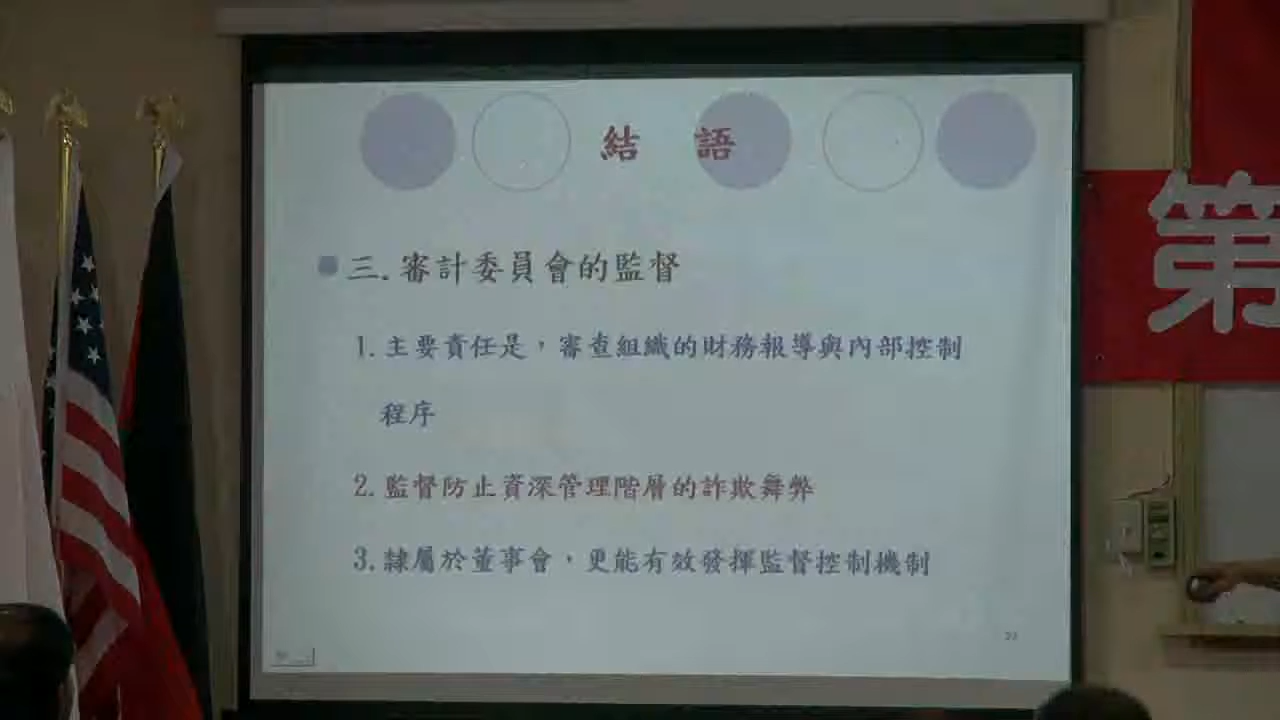 結 語
三.審計委員會的監督
1.主要責任是，審查組織的財務報導與內部控制
程序
2.監督防止資深管理階層的詐欺舞弊
3.隸屬於董事會，更能有效發揮監督控制機制
第